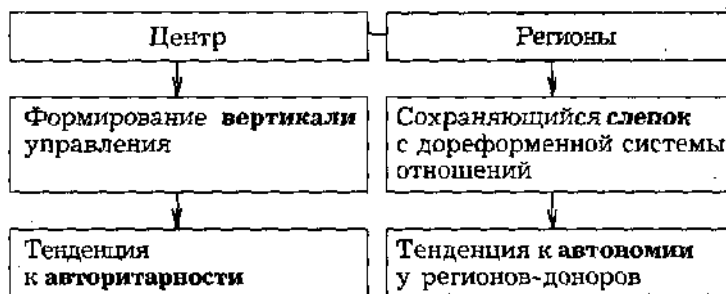 Центр
Регионы
Формирование вертикали
управления
Сохраняющийся слепок
с дореформенной системы
отношений
Тенденция
к авторитарности
Тенденция к автономии
у регионов-доноров